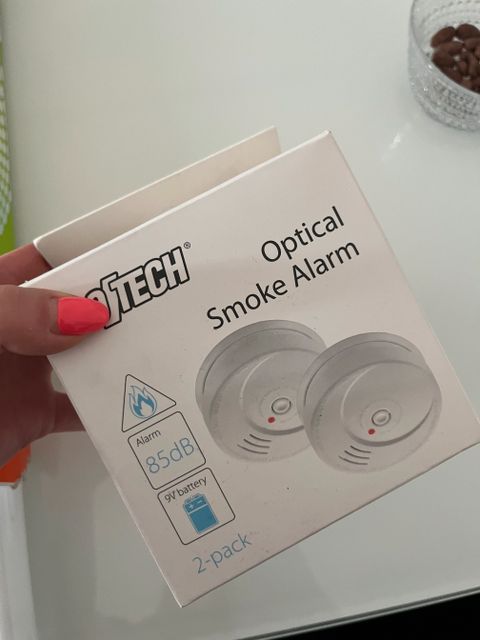 TECH®
Optical
Smoke Alarm
Alarm
85dB
9V battery
2-pack